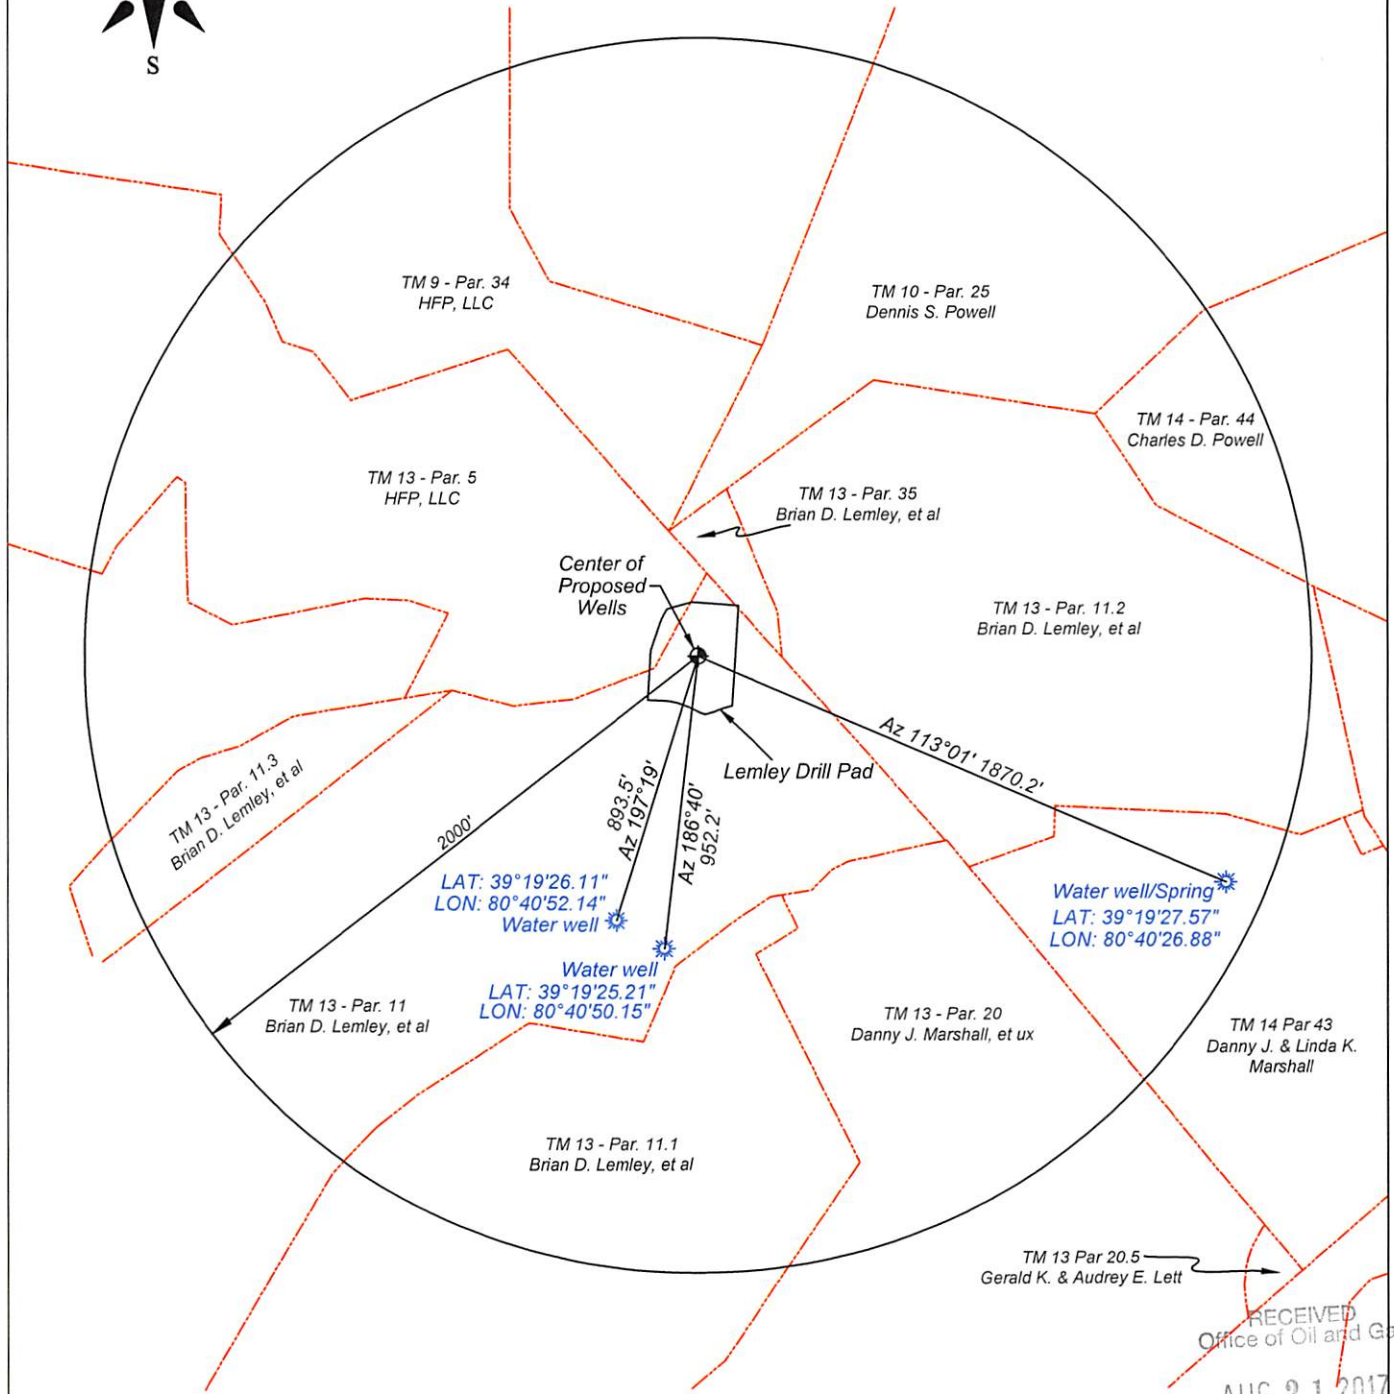 S
TM 9 - Par. 34
HFP, LLC
TM 10 - Par. 25
Dennis S. Powell
TM 14 - Par. 44
Charles D. Powell
TM 13 - Par. 5
HFP, LLC
TM 13 - Par. 35
Brian D. Lemley, et al
Center of
Proposed
Wells
TM 13 - Par. 11.2
Brian D. Lemley, et al
Az 113°01' 1870.2'
Lemley Drill Pad
TM 13 - Par. 11.3
Brian D. Lemley, et al
2000'
893.5'
Az 197°19'
Az 186°40'
952.2'
LAT: 39°19'26.11"
LON: 80°40'52.14"
Water well
Water well/Spring
LAT: 39°19'27.57"
LON: 80°40'26.88"
Water well
LAT: 39°19'25.21"
LON: 80°40'50.15"
TM 13 - Par. 11
Brian D. Lemley, et al
TM 13 - Par. 20
Danny J. Marshall, et ux
TM 14 Par 43
Danny J. & Linda K.
Marshall
TM 13 - Par. 11.1
Brian D. Lemley, et al
TM 13 Par 20.5
Gerald K. & Audrey E. Lett
RECEIVED
Office of Oil and Ga
AUG 21 2017